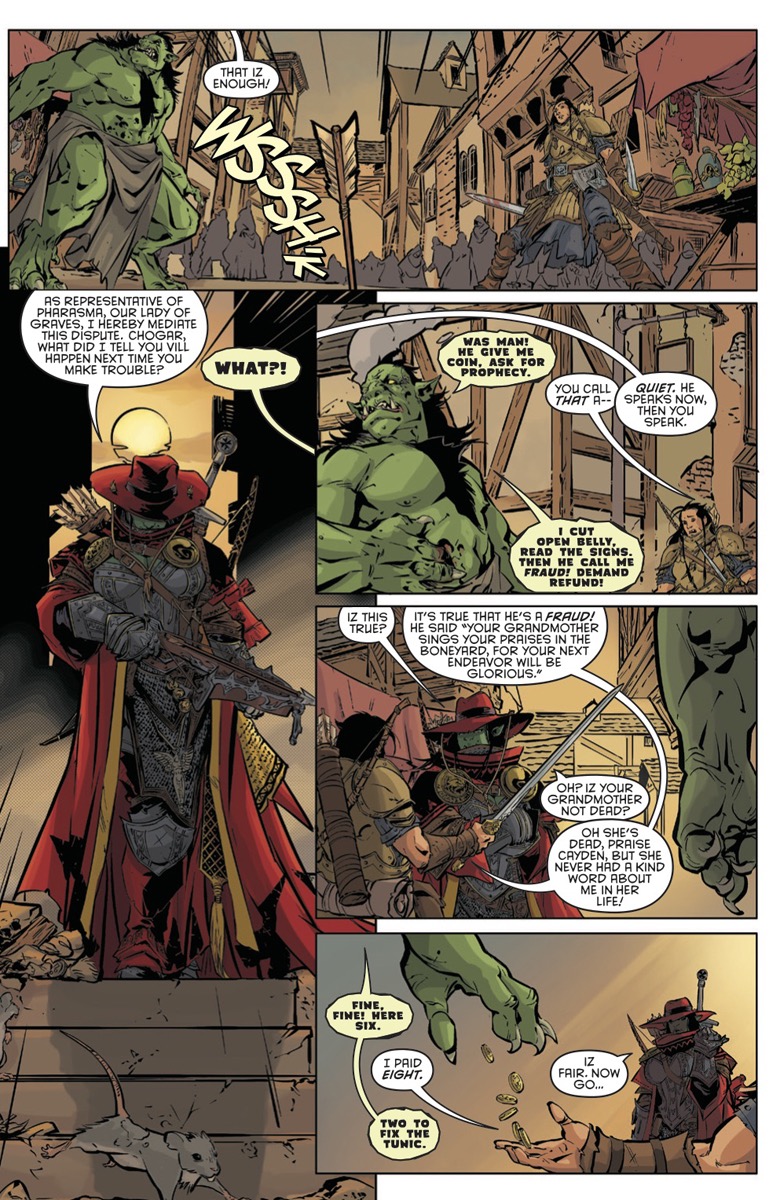 THAT IZ
ENOUGH!
WSSSH-ik
AS REPRESENTATIVE OF
PHARASMA, OUR LADY OF
GRAVES, I HEREBY MEDIATE
THIS DISPUTE. CHOGAR,
WHAT DID I TELL YOU VILL
HAPPEN NEXT TIME YOU
MAKE TROUBLE?
WHAT?!
WAS MAN!
HE GIVE ME
COIN, ASK FOR
PROPHECY.
YOU CALL
THAT A--
QUIET. HE
SPEAKS NOW,
THEN YOU
SPEAK.
I CUT
OPEN BELLY,
READ THE SIGNS.
THEN HE CALL ME
FRAUD! DEMAND
REFUND!
IZ THIS
TRUE?
IT'S TRUE THAT HE'S A FRAUD!
HE SAID "YOUR GRANDMOTHER
SINGS YOUR PRAISES IN THE
BONEYARD, FOR YOUR NEXT
ENDEAVOR WILL BE
GLORIOUS."
OH? IZ YOUR
GRANDMOTHER
NOT DEAD?
OH SHE'S
DEAD, PRAISE
CAYDEN, BUT SHE
NEVER HAD A KIND
WORD ABOUT
ME IN HER
LIFE!
FINE,
FINE! HERE
SIX.
I PAID
EIGHT.
TWO TO
FIX THE
TUNIC.
IZ
FAIR. NOW
GO...